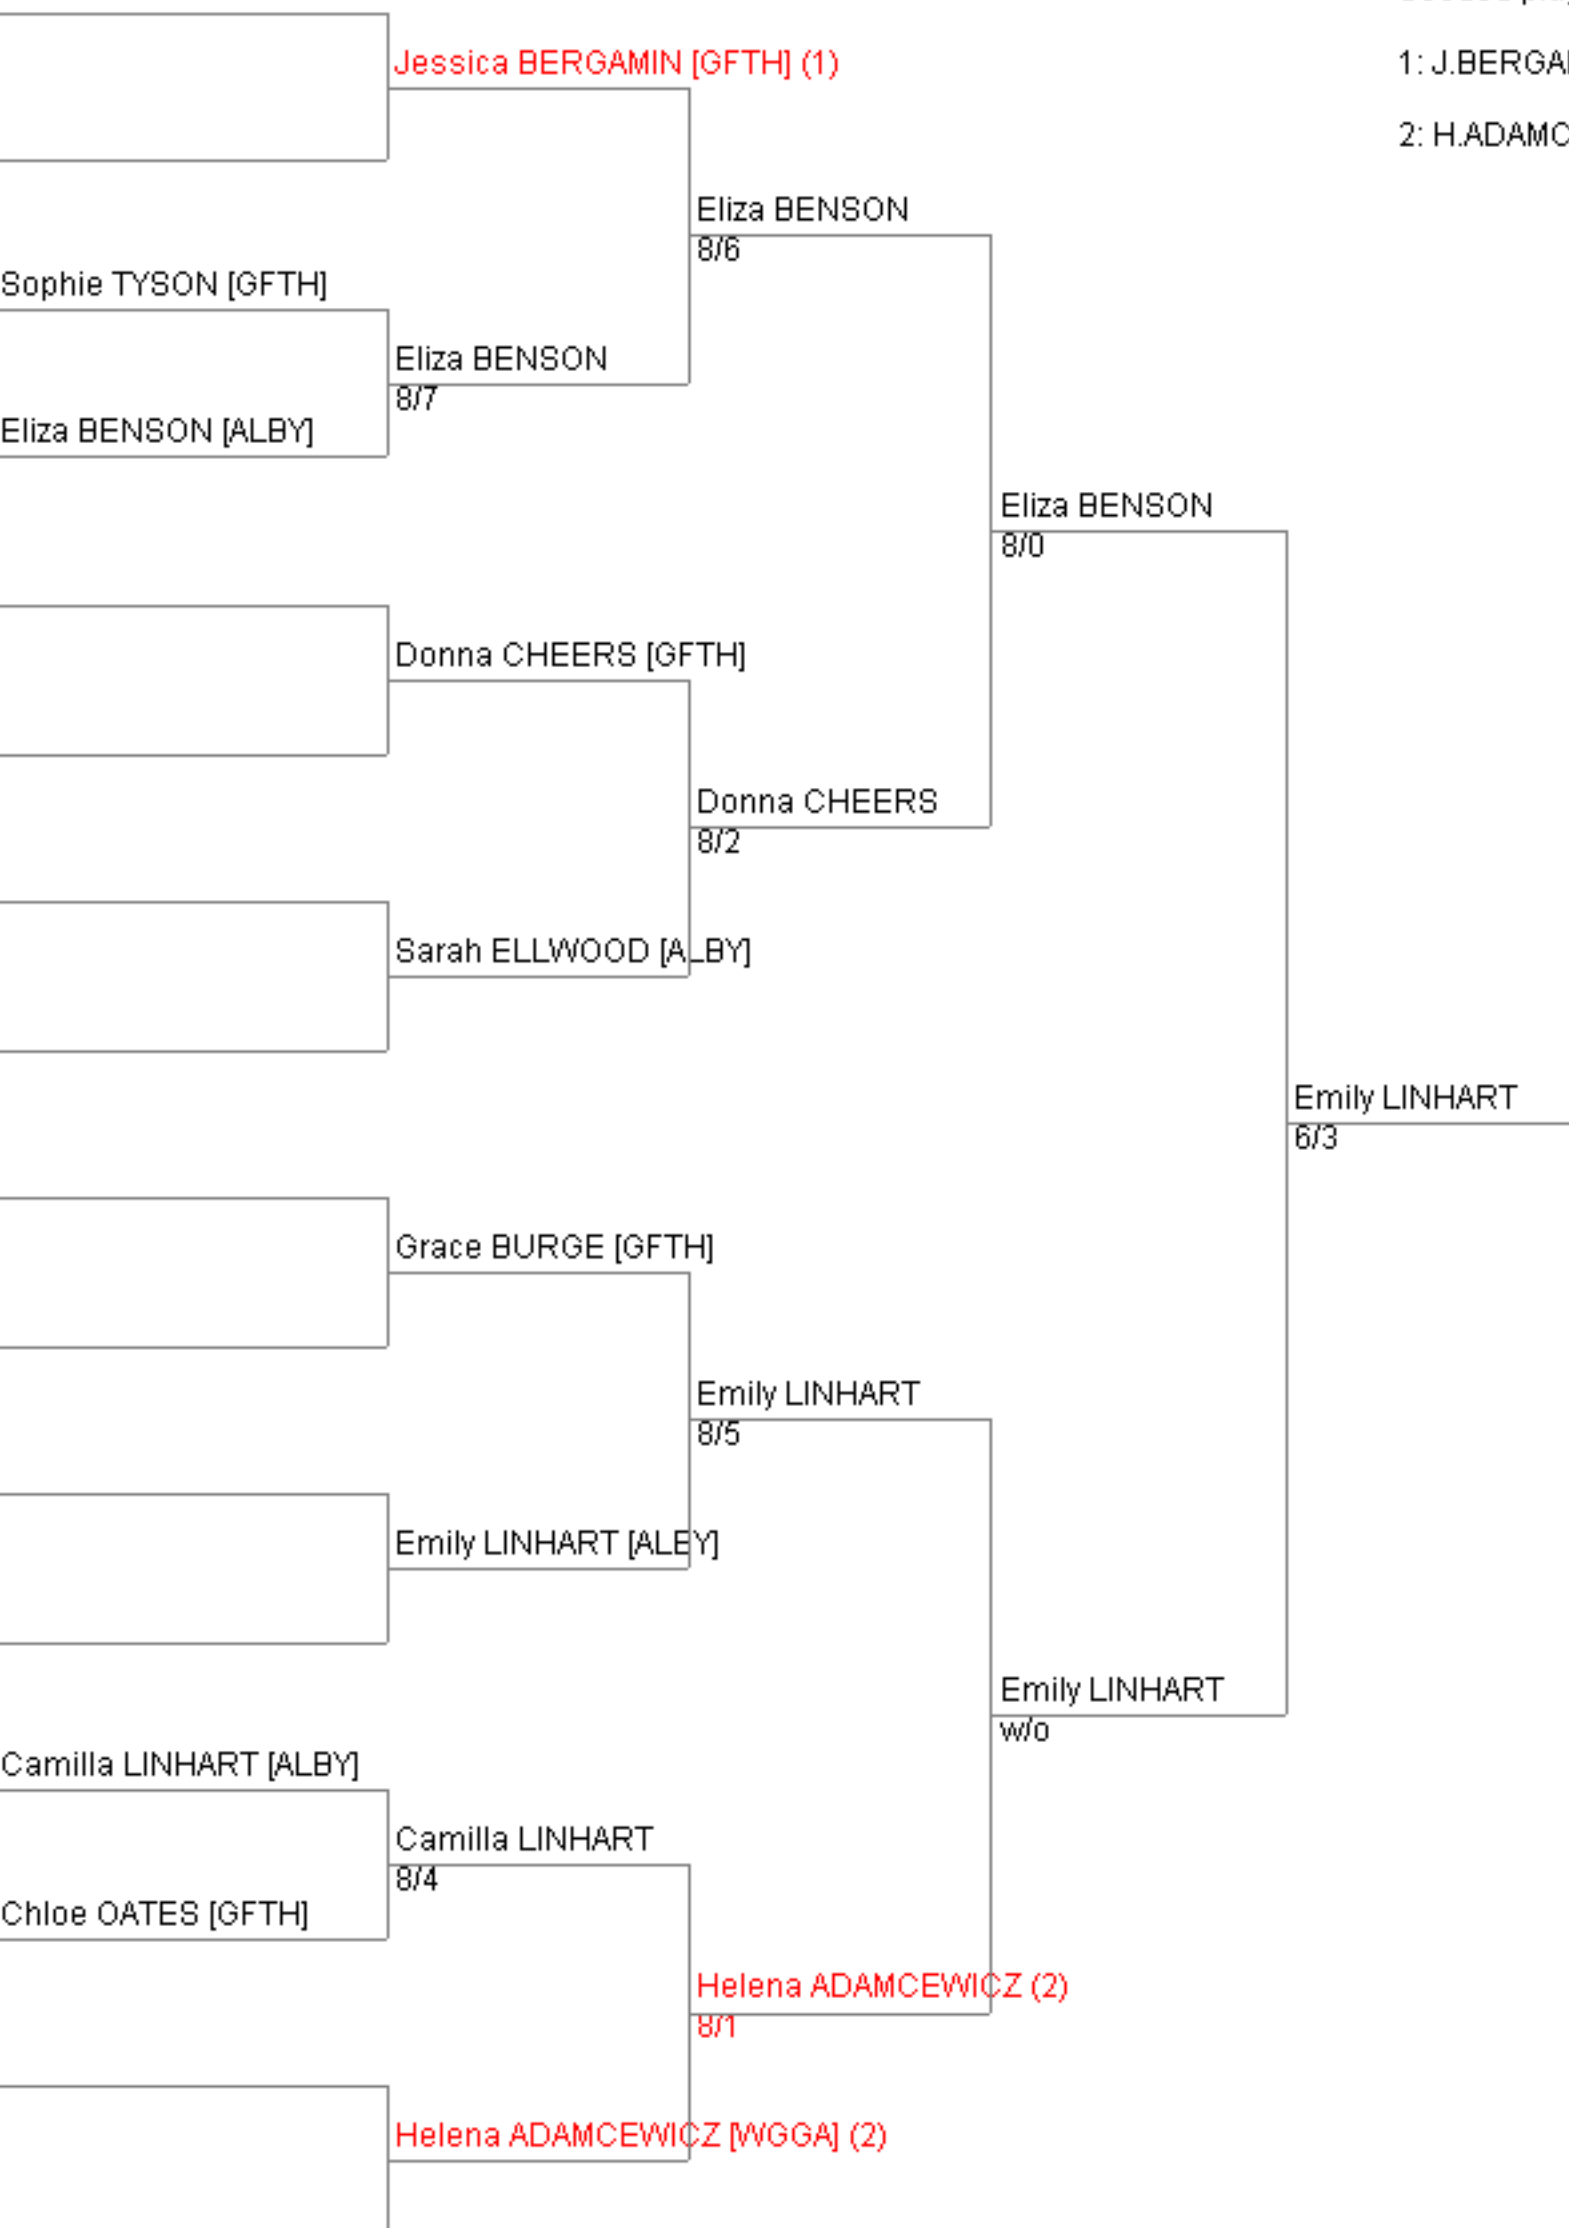 Jessica BERGAMIN [GFTH] (1)
1: J.BERGA
2: H.ADAMC
Eliza BENSON
8/6
Sophie TYSON [GFTH]
Eliza BENSON
8/7
Eliza BENSON [ALBY]
Eliza BENSON
8/0
Donna CHEERS [GFTH]
Donna CHEERS
8/2
Sarah ELLWOOD [ALBY]
Emily LINHART
6/3
Grace BURGE [GFTH]
Emily LINHART
8/5
Emily LINHART [ALBY]
Emily LINHART
w/o
Camilla LINHART [ALBY]
Camilla LINHART
8/4
Chloe OATES [GFTH]
Helena ADAMCEWICZ (2)
8/1
Helena ADAMCEWICZ [WGGA] (2)